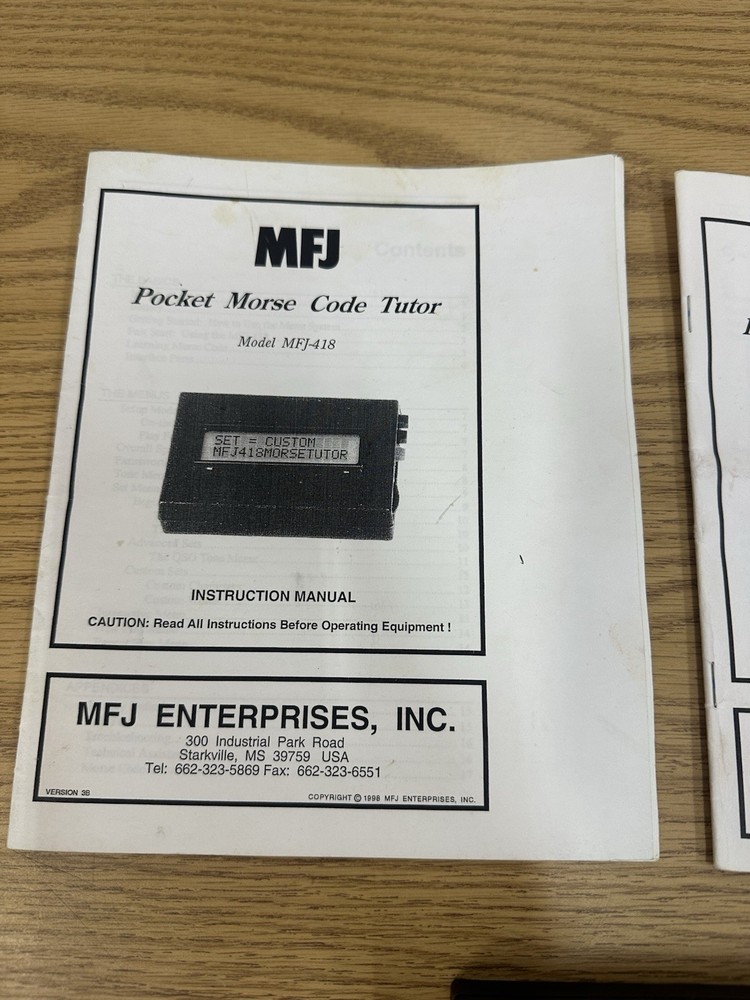 MFJ
Pocket Morse Code Tutor
Model MFJ-418
SET = CUSTOM
MFJ418MORSETUTOR
INSTRUCTION MANUAL
CAUTION: Read All Instructions Before Operating Equipment !
MFJ ENTERPRISES, INC.
300 Industrial Park Road
Starkville, MS 39759 USA
Tel: 662-323-5869 Fax: 662-323-6551
VERSION 3B
COPYRIGHT © 1998 MFJ ENTERPRISES, INC.
Contents